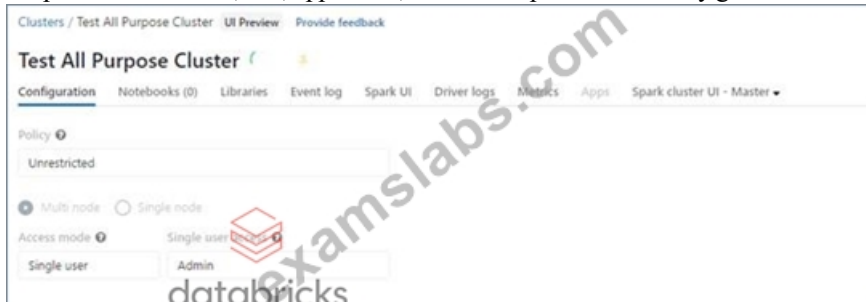 Clusters / Test All Purpose Cluster UI Preview Provide feedback
Test All Purpose Cluster
Configuration Notebooks (0) Libraries Event log Spark UI Driver logs Metrics Apps Spark cluster UI - Master
Policy
Unrestricted
Multi node Single node
Access mode Single user access
Single user Admin
databricks
examslabs.com